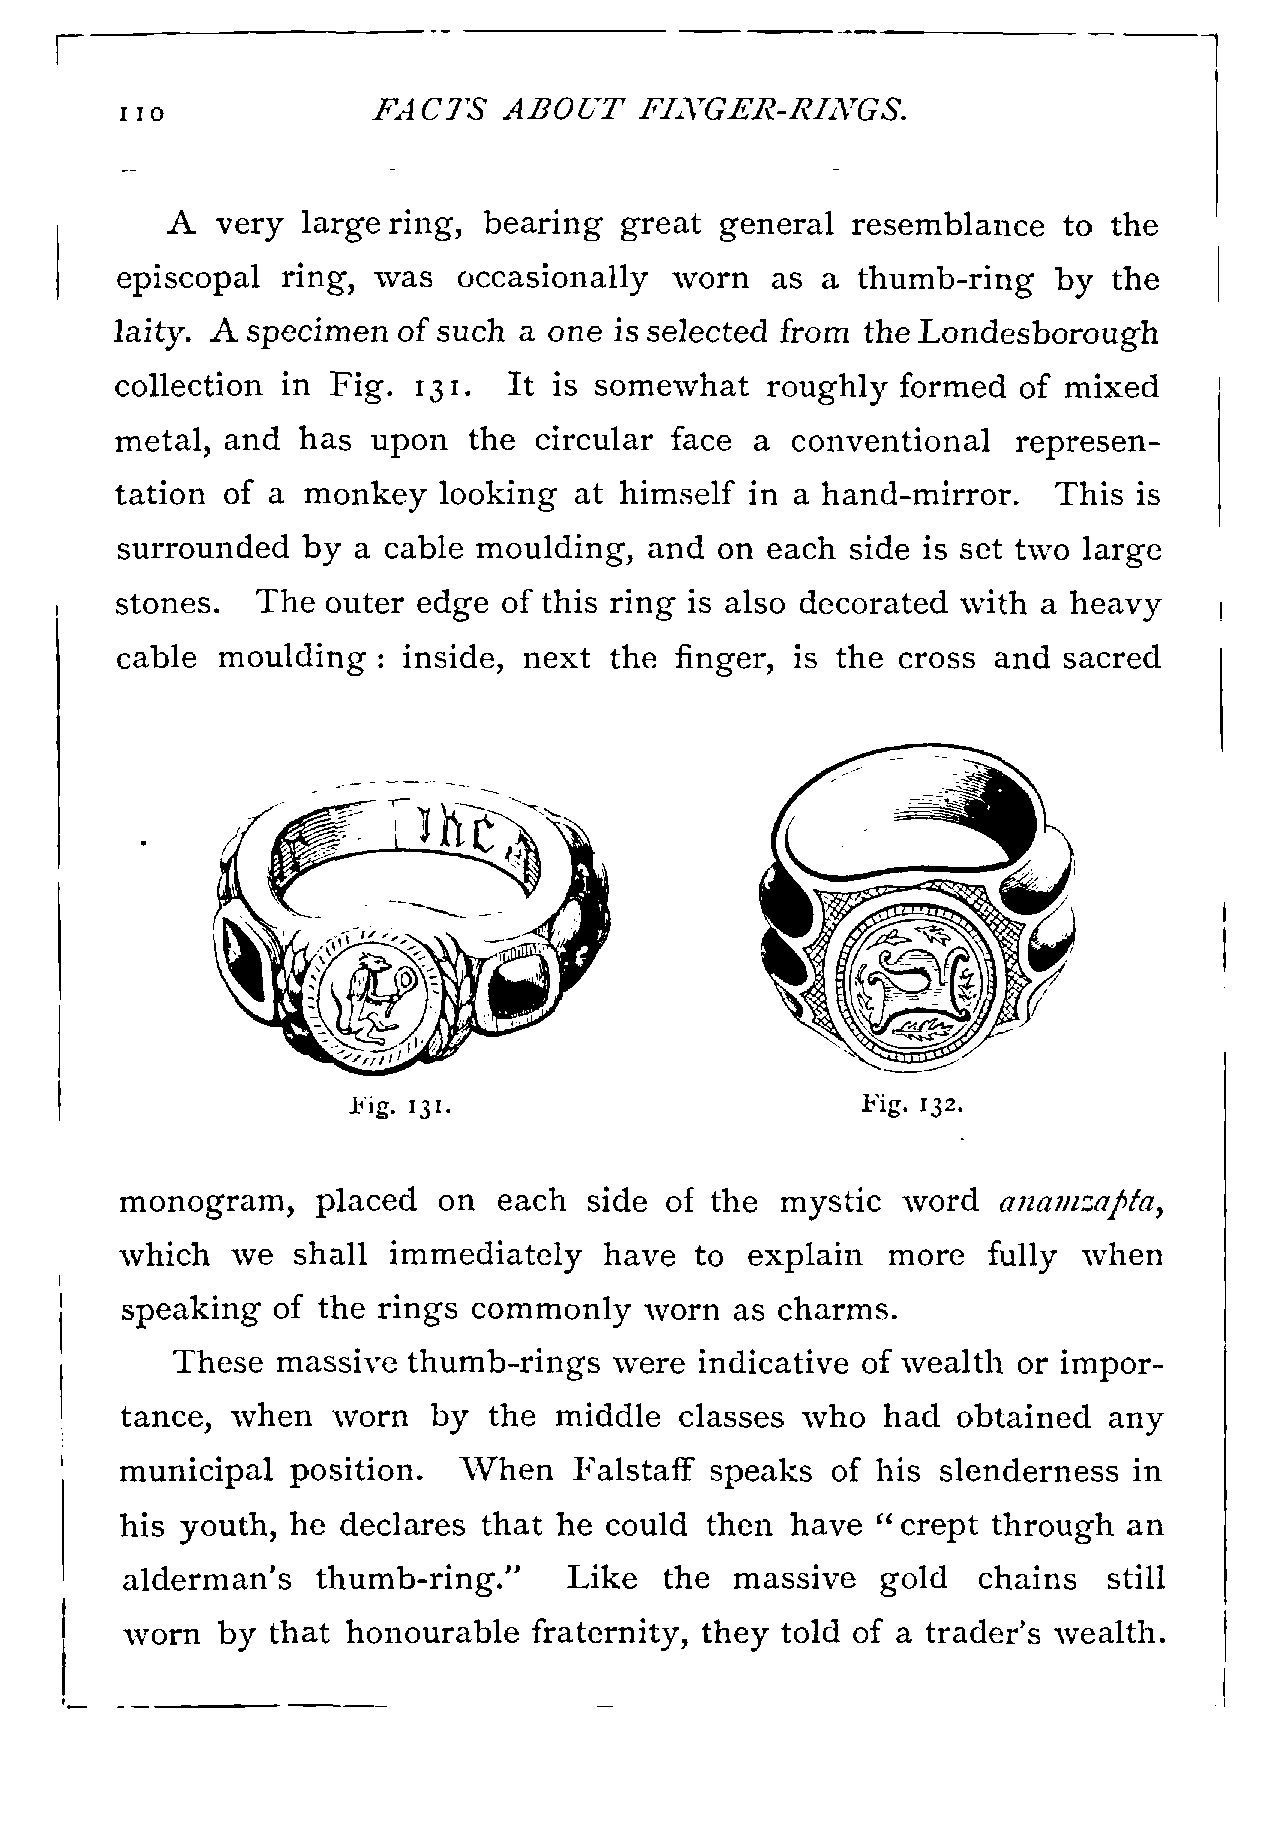 110 FACTS ABOUT FINGER-RINGS.
A very large ring, bearing great general resemblance to the
episcopal ring, was occasionally worn as a thumb-ring by the
laity. A specimen of such a one is selected from the Londesborough
collection in Fig. 131. It is somewhat roughly formed of mixed
metal, and has upon the circular face a conventional represen-
tation of a monkey looking at himself in a hand-mirror. This is
surrounded by a cable moulding, and on each side is set two large
stones. The outer edge of this ring is also decorated with a heavy
cable moulding : inside, next the finger, is the cross and sacred
Fig. 131. Fig. 132.
monogram, placed on each side of the mystic word anamzapta,
which we shall immediately have to explain more fully when
speaking of the rings commonly worn as charms.
These massive thumb-rings were indicative of wealth or impor-
tance, when worn by the middle classes who had obtained any
municipal position. When Falstaff speaks of his slenderness in
his youth, he declares that he could then have “ crept through an
alderman's thumb-ring.” Like the massive gold chains still
worn by that honourable fraternity, they told of a trader's wealth.